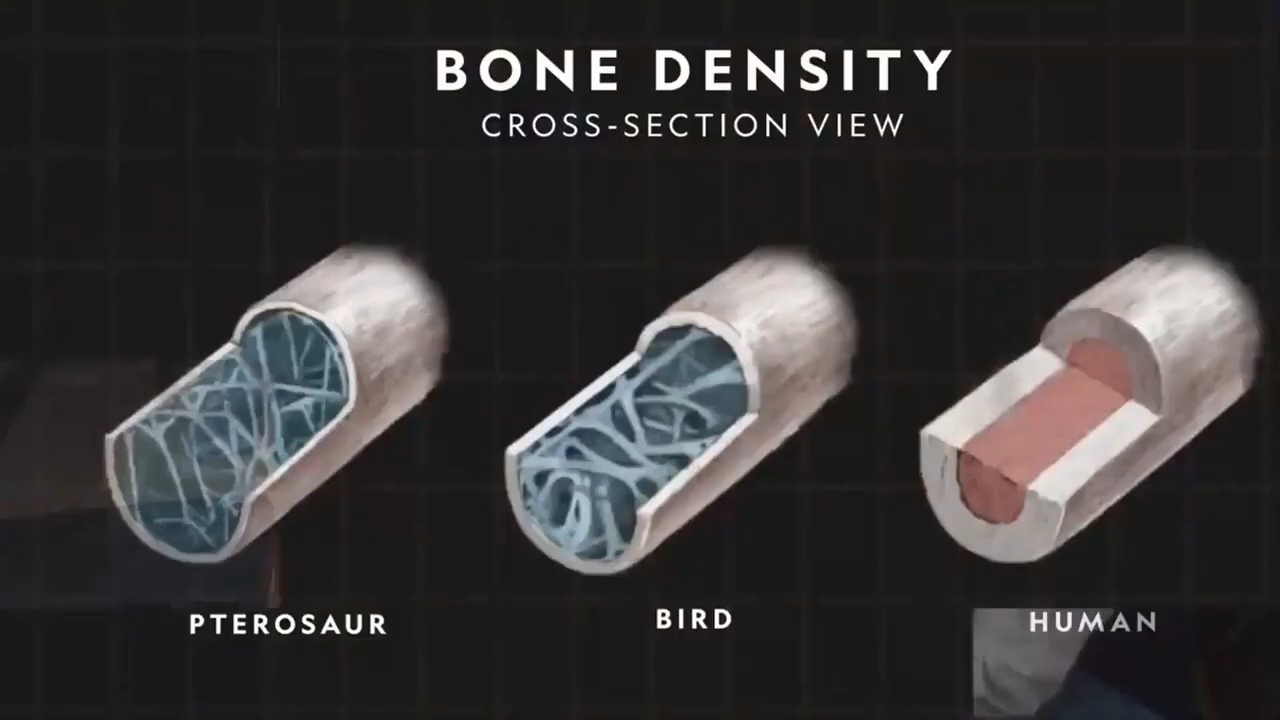 BONE DENSITY
CROSS-SECTION VIEW
PTEROSAUR
BIRD
HUMAN